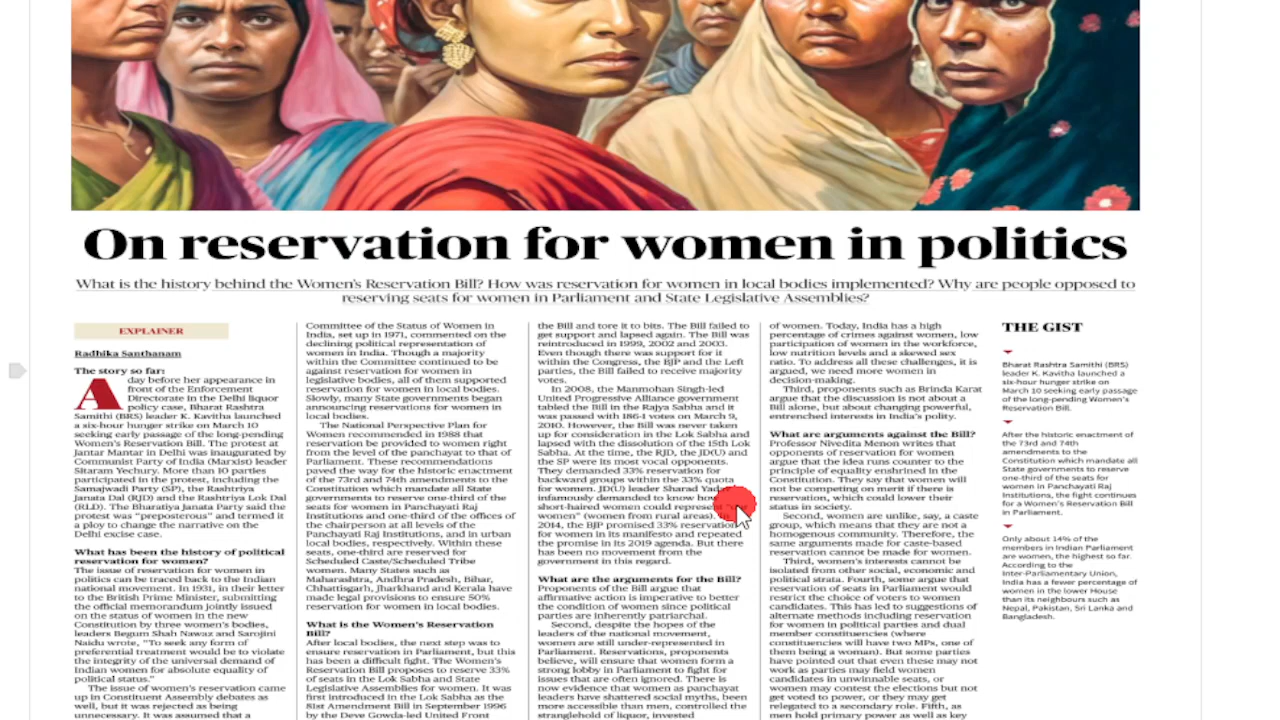 On reservation for women in politics
What is the history behind the Women's Reservation Bill? How was reservation for women in local bodies implemented? Why are people opposed to
reserving seats for women in Parliament and State Legislative Assemblies?
EXPLAINER
Radhika Santhanam
The story so far:
A day before her appearance in
front of the Enforcement
Directorate in the Delhi liquor
policy case, Bharat Rashtra
Samithi (BRS) leader K. Kavitha launched
a six-hour hunger strike on March 10
seeking early passage of the long-pending
Women's Reservation Bill. The protest at
Jantar Mantar in Delhi was inaugurated by
Communist Party of India (Marxist) leader
Sitaram Yechury. More than 10 parties
participated in the protest, including the
Samajwadi Party (SP), the Rashtriya
Janata Dal (RJD) and the Rashtriya Lok Dal
(RLD). The Bharatiya Janata Party said the
protest was "preposterous" and termed it
a ploy to change the narrative on the
Delhi excise case.
What has been the history of political
reservation for women?
The issue of reservation for women in
politics can be traced back to the Indian
national movement. In 1931, in their letter
to the British Prime Minister, submitting
the official memorandum jointly issued
on the status of women in the new
Constitution by three women's bodies,
leaders Begum Shah Nawaz and Sarojini
Naidu wrote, "To seek any form of
preferential treatment would be to violate
the integrity of the universal demand of
Indian women for absolute equality of
political status."
The issue of women's reservation came
up in Constituent Assembly debates as
well, but it was rejected as being
unnecessary. It was assumed that a
Committee of the Status of Women in
India, set up in 1971, commented on the
declining political representation of
women in India. Though a majority
within the Committee continued to be
against reservation for women in
legislative bodies, all of them supported
reservation for women in local bodies.
Slowly, many State governments began
announcing reservations for women in
local bodies.
The National Perspective Plan for
Women recommended in 1988 that
reservation be provided to women right
from the level of the panchayat to that of
Parliament. These recommendations
paved the way for the historic enactment
of the 73rd and 74th amendments to the
Constitution which mandate all State
governments to reserve one-third of the
seats for women in Panchayati Raj
Institutions and one-third of the offices of
the chairperson at all levels of the
Panchayati Raj Institutions, and in urban
local bodies, respectively. Within these
seats, one-third are reserved for
Scheduled Caste/Scheduled Tribe
women. Many States such as
Maharashtra, Andhra Pradesh, Bihar,
Chhattisgarh, Jharkhand and Kerala have
made legal provisions to ensure 50%
reservation for women in local bodies.
What is the Women's Reservation
Bill?
After local bodies, the next step was to
ensure reservation in Parliament, but this
has been a difficult fight. The Women's
Reservation Bill proposes to reserve 33%
of seats in the Lok Sabha and State
Legislative Assemblies for women. It was
first introduced in the Lok Sabha as the
81st Amendment Bill in September 1996
by the Deve Gowda-led United Front
the Bill and tore it to bits. The Bill failed to
get support and lapsed again. The Bill was
reintroduced in 1999, 2002 and 2003.
Even though there was support for it
within the Congress, the BJP and the Left
parties, the Bill failed to receive majority
votes.
In 2008, the Manmohan Singh-led
United Progressive Alliance government
tabled the Bill in the Rajya Sabha and it
was passed with 186-1 votes on March 9,
2010. However, the Bill was never taken
up for consideration in the Lok Sabha and
lapsed with the dissolution of the 15th Lok
Sabha. At the time, the RJD, the JD(U) and
the SP were its most vocal opponents.
They demanded 33% reservation for
backward groups within the 33% quota
for women. JD(U) leader Sharad Yadav
infamously demanded to know how
short-haired women could represent
women" (women from rural areas). In
2014, the BJP promised 33% reservation
for women in its manifesto and repeated
the promise in its 2019 agenda. But there
has been no movement from the
government in this regard.
What are the arguments for the Bill?
Proponents of the Bill argue that
affirmative action is imperative to better
the condition of women since political
parties are inherently patriarchal.
Second, despite the hopes of the
leaders of the national movement,
women are still under-represented in
Parliament. Reservations, proponents
believe, will ensure that women form a
strong lobby in Parliament to fight for
issues that are often ignored. There is
now evidence that women as panchayat
leaders have shattered social myths, been
more accessible than men, controlled the
stranglehold of liquor, invested
of women. Today, India has a high
percentage of crimes against women, low
participation of women in the workforce,
low nutrition levels and a skewed sex
ratio. To address all these challenges, it is
argued, we need more women in
decision-making.
Third, proponents such as Brinda Karat
argue that the discussion is not about a
Bill alone, but about changing powerful,
entrenched interests in India's polity.
What are arguments against the Bill?
Professor Nivedita Menon writes that
opponents of reservation for women
argue that the idea runs counter to the
principle of equality enshrined in the
Constitution. They say that women will
not be competing on merit if there is
reservation, which could lower their
status in society.
Second, women are unlike, say, a caste
group, which means that they are not a
homogenous community. Therefore, the
same arguments made for caste-based
reservation cannot be made for women.
Third, women's interests cannot be
isolated from other social, economic and
political strata. Fourth, some argue that
reservation of seats in Parliament would
restrict the choice of voters to women
candidates. This has led to suggestions of
alternate methods including reservation
for women in political parties and dual
member constituencies (where
constituencies will have two MPs, one of
them being a woman). But some parties
have pointed out that even these may not
work as parties may field women
candidates in unwinnable seats, or
women may contest the elections but not
get voted to power, or they may get
relegated to a secondary role. Fifth, as
men hold primary power as well as key
THE GIST
Bharat Rashtra Samithi (BRS)
leader K. Kavitha launched a
six-hour hunger strike on
March 10 seeking early passage
of the long-pending Women's
Reservation Bill.
After the historic enactment of
the 73rd and 74th
amendments to the
Constitution which mandate all
State governments to reserve
one-third of the seats for
women in Panchayati Raj
Institutions, the fight continues
for a Women's Reservation Bill
in Parliament.
Only about 14% of the
members in Indian Parliament
are women, the highest so far.
According to the
Inter-Parliamentary Union,
India has a fewer percentage of
women in the lower House
than its neighbours such as
Nepal, Pakistan, Sri Lanka and
Bangladesh.